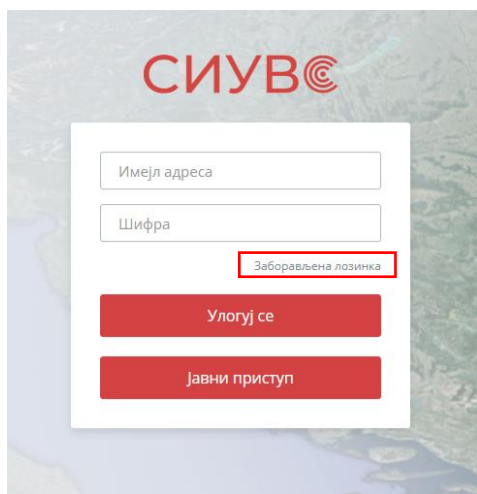 СИУВС
Имејл адреса
Шифра
Заборављена лозинка
Улогуј се
Јавни приступ